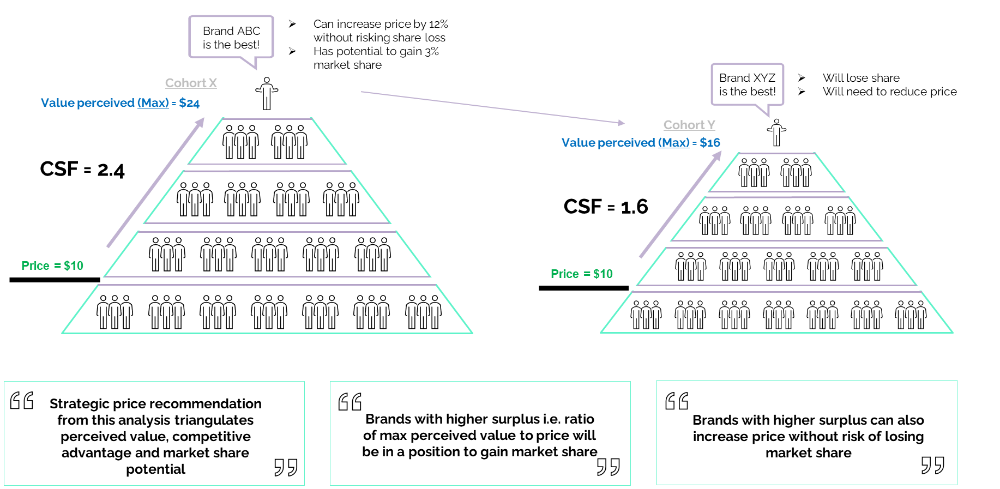 Brand ABC
is the best!
Can increase price by 12%
without risking share loss
Has potential to gain 3%
market share
Cohort X
Value perceived (Max) = $24
CSF = 2.4
Price = $10
Brand XYZ
is the best!
Will lose share
Will need to reduce price
Cohort Y
Value perceived (Max) = $16
CSF = 1.6
Price = $10
Strategic price recommendation
from this analysis triangulates
perceived value, competitive
advantage and market share
potential
Brands with higher surplus i.e. ratio
of max perceived value to price will
be in a position to gain market share
Brands with higher surplus can also
increase price without risk of losing
market share